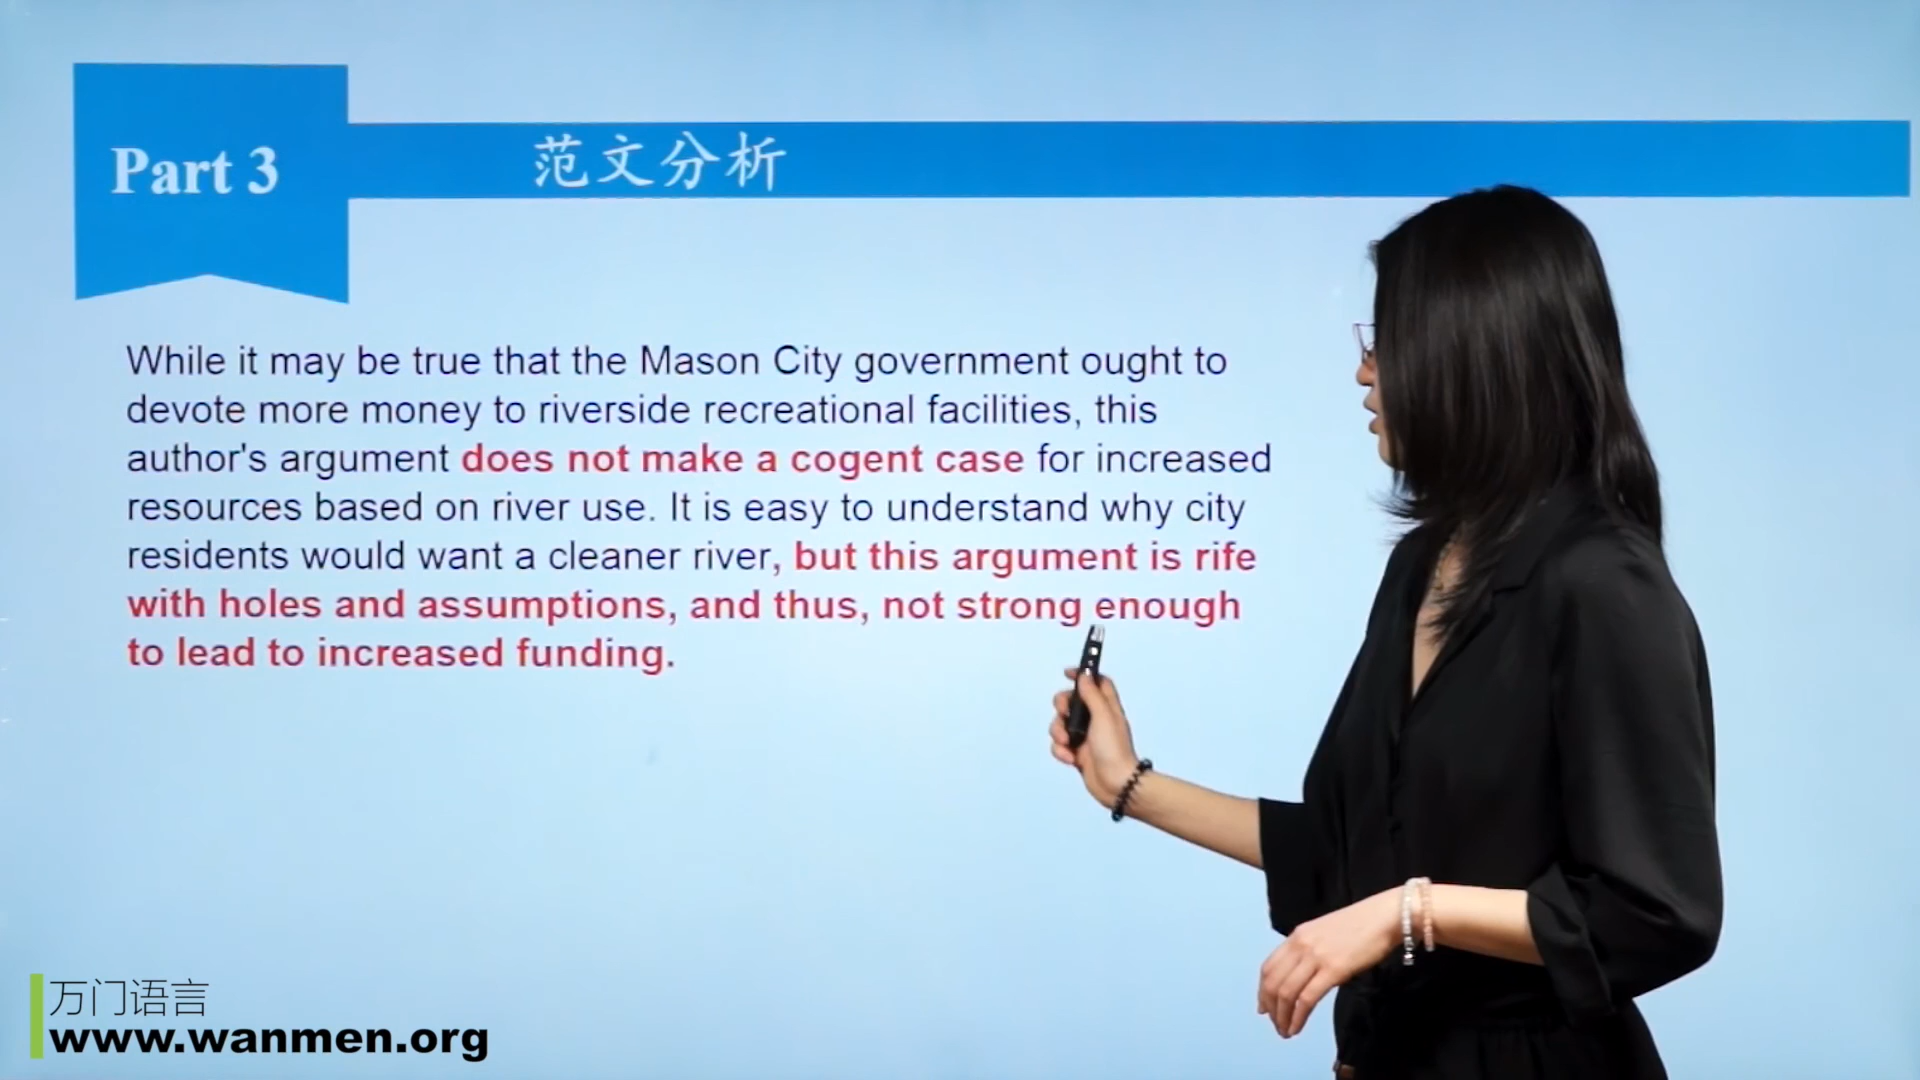 Part 3
范文分析
While it may be true that the Mason City government ought to
devote more money to riverside recreational facilities, this
author's argument does not make a cogent case for increased
resources based on river use. It is easy to understand why city
residents would want a cleaner river, but this argument is rife
with holes and assumptions, and thus, not strong enough
to lead to increased funding.
万门语言
www.wanmen.org